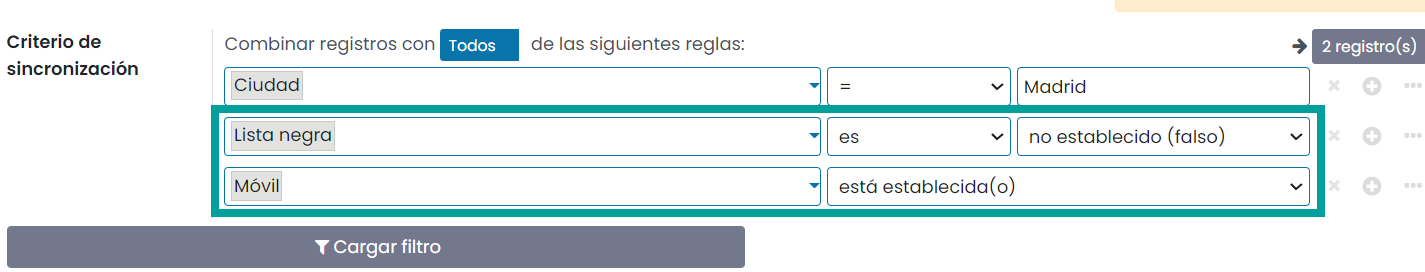 Criterio de
sincronización
Combinar registros con Todos de las siguientes reglas:
2 registro(s)
Ciudad = Madrid
Lista negra es no establecido (falso)
Móvil está establecida(o)
Cargar filtro